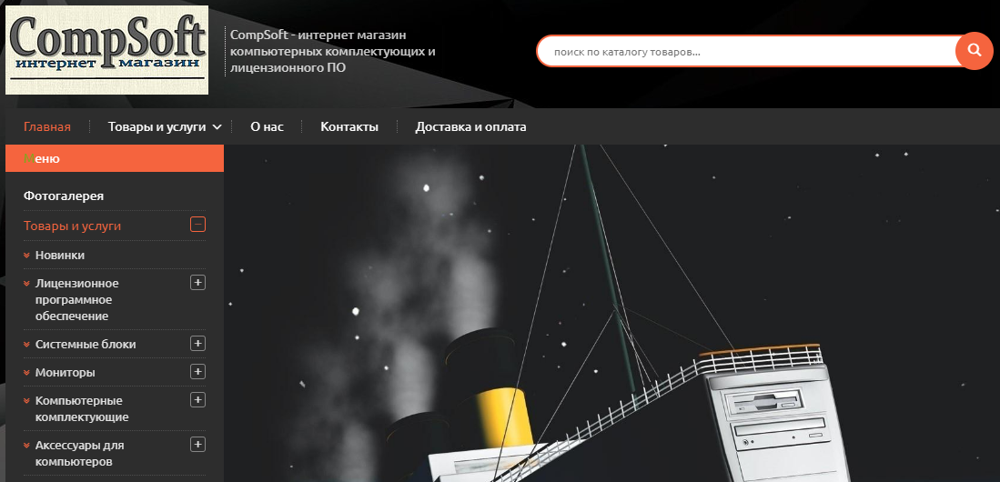 CompSoft
интернет магазин
CompSoft - интернет магазин
компьютерных комплектующих и
лицензионного ПО
поиск по каталогу товаров...
Главная
Товары и услуги
О нас
Контакты
Доставка и оплата
Меню
Фотогалерея
Товары и услуги
Новинки
Лицензионное
программное
обеспечение
Системные блоки
Мониторы
Компьютерные
комплектующие
Аксессуары для
компьютеров